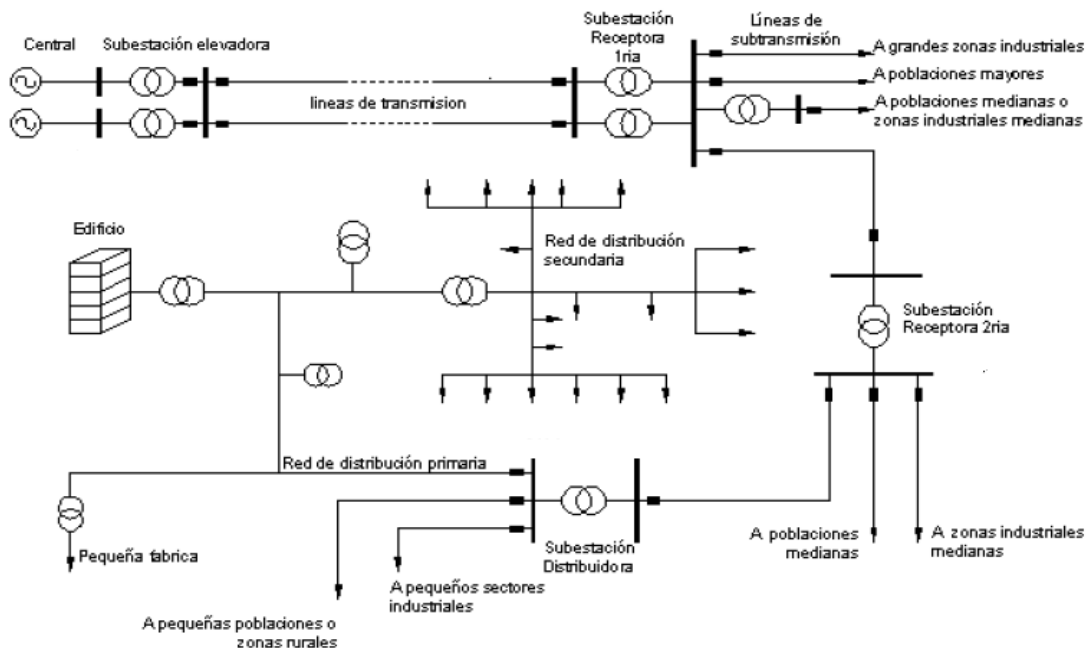 Central
Subestación elevadora
Subestación
Receptora
1ria
Líneas de
subtransmisión
A grandes zonas industriales
A poblaciones mayores
A poblaciones medianas o
zonas industriales medianas
lineas de transmision
Edificio
Red de distribución
secundaria
Subestación
Receptora 2ria
Red de distribución primaria
Pequeña fabrica
Subestación
Distribuidora
A poblaciones
medianas
A zonas industriales
medianas
A pequeños sectores
industriales
A pequeñas poblaciones o
zonas rurales